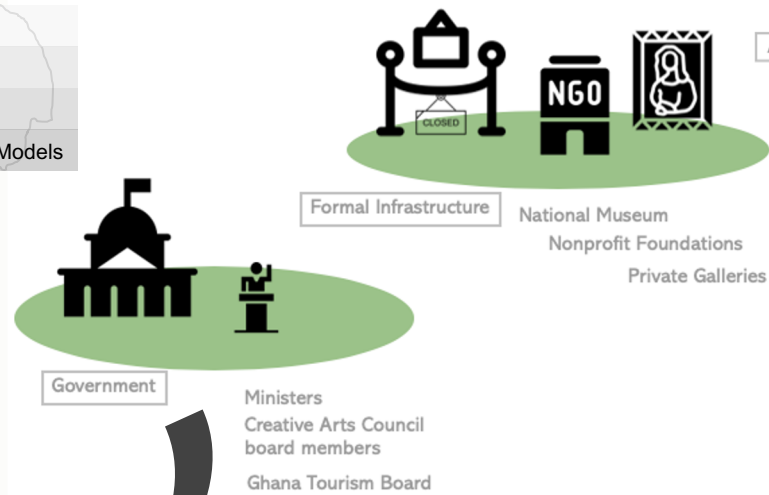 Models
CLOSED
NGO
Formal Infrastructure
National Museum
Nonprofit Foundations
Private Galleries
Government
Ministers
Creative Arts Council
board members
Ghana Tourism Board